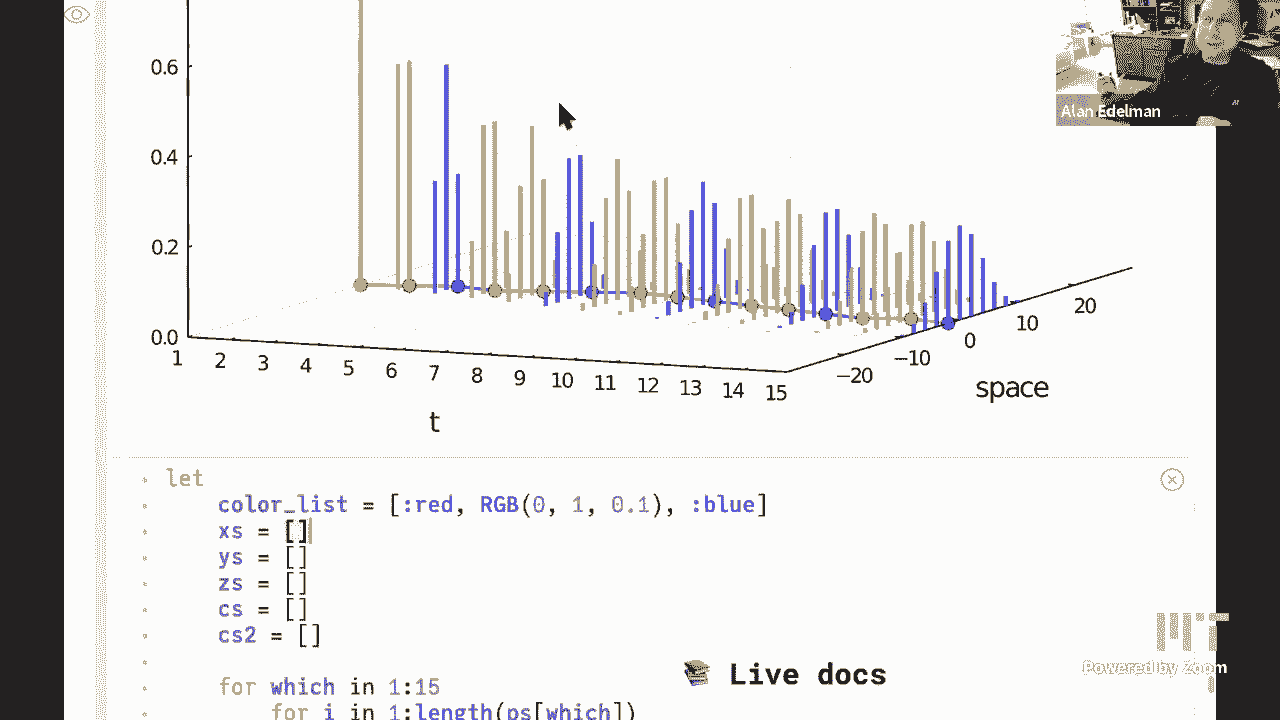 Alan Edelman
0.6
0.4
0.2
0.0
1 2 3 4 5 6 7 8 9 10 11 12 13 14 15
−20 −10 0 10 20
t
space
let
color_list = [:red, RGB(0, 1, 0.1), :blue]
xs = []
ys = []
zs = []
cs = []
cs2 = []
for which in 1:15
for i in 1:length(ps[which])
Live docs
MIT
Powered by Zoom